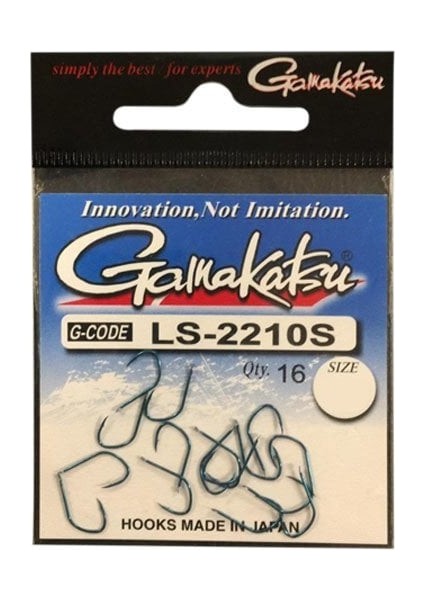 simply the best / for experts
Gamakatsu
Innovation, Not Imitation.
Gamakatsu®
G-CODE LS-2210S
Qty. 16 SIZE
HOOKS MADE IN JAPAN